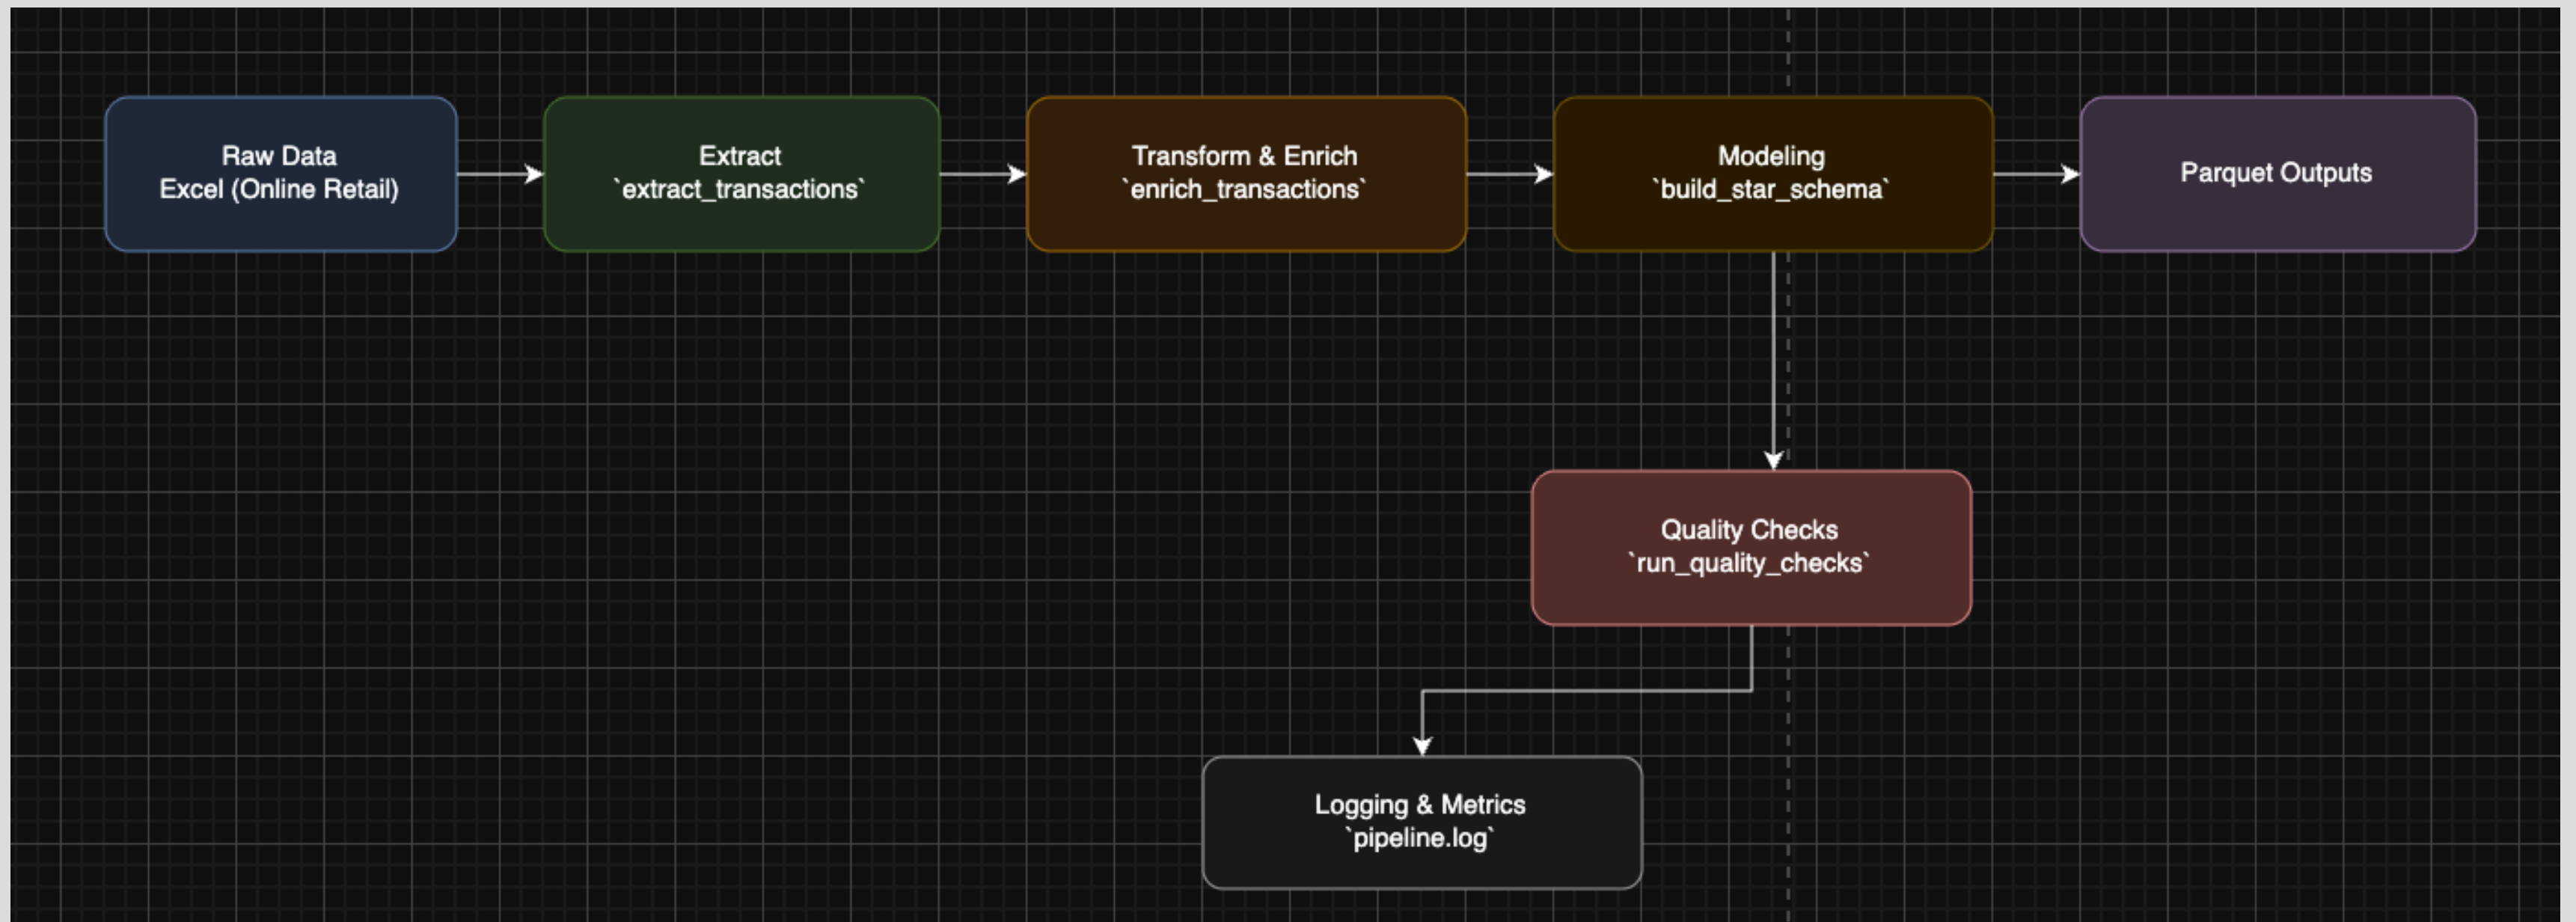 Raw Data
Excel (Online Retail)
Extract
`extract_transactions`
Transform & Enrich
`enrich_transactions`
Modeling
`build_star_schema`
Parquet Outputs
Quality Checks
`run_quality_checks`
Logging & Metrics
`pipeline.log`